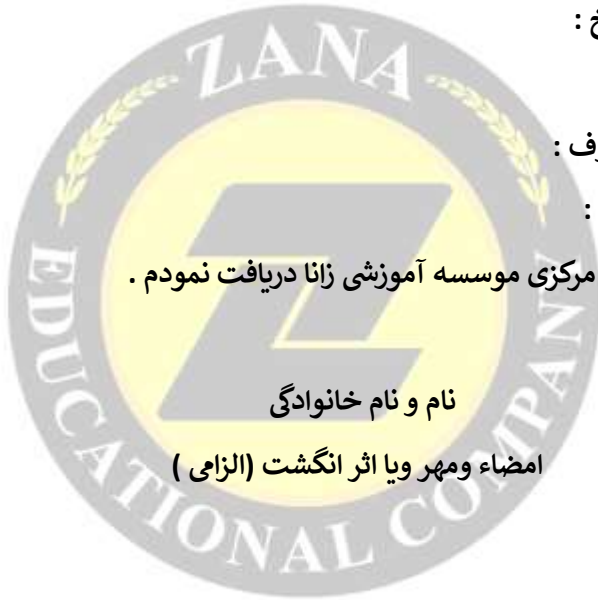 ZANA
EDUCATIONAL COMPANY
:
:
:
مرکزی موسسه آموزشی زانا دریافت نمودم .
نام و نام خانوادگی
امضاء ومهر ویا اثر انگشت (الزامی )